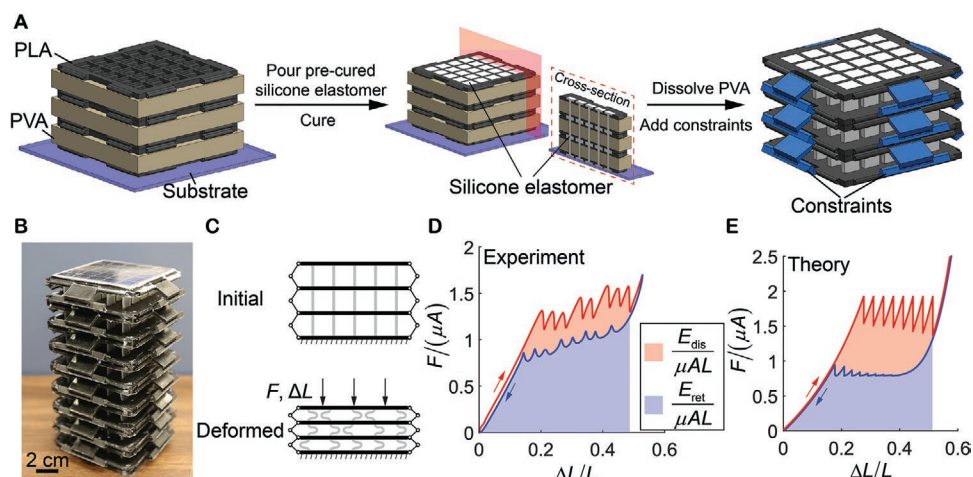 A
PLA
PVA
Substrate
Pour pre-cured
silicone elastomer
Cure
Cross-section
Silicone elastomer
Dissolve PVA
Add constraints
Constraints
B
2 cm
C
Initial
F, ΔL
Deformed
D
Experiment
F/(μA)
2
1.5
1
0.5
0
0 0.2 0.4 0.6
ΔL/L
E_dis
μAL
E_ret
μAL
E
Theory
F/(μA)
2.5
2
1.5
1
0.5
0
0 0.2 0.4 0.6
ΔL/L